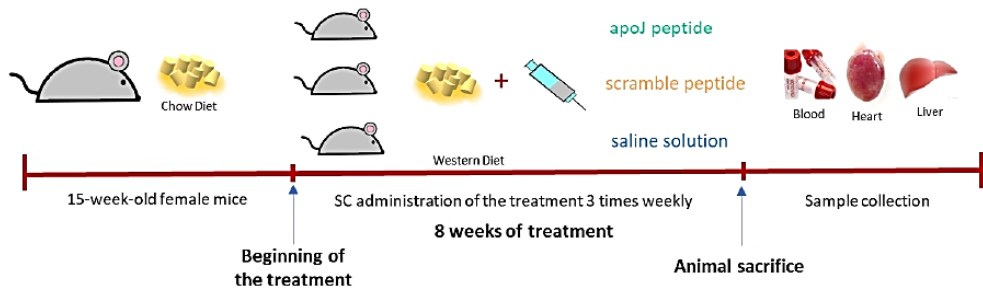 apoJ peptide
scramble peptide
saline solution
Chow Diet
Western Diet
Blood
Heart
Liver
15-week-old female mice
SC administration of the treatment 3 times weekly
8 weeks of treatment
Sample collection
Beginning of
the treatment
Animal sacrifice